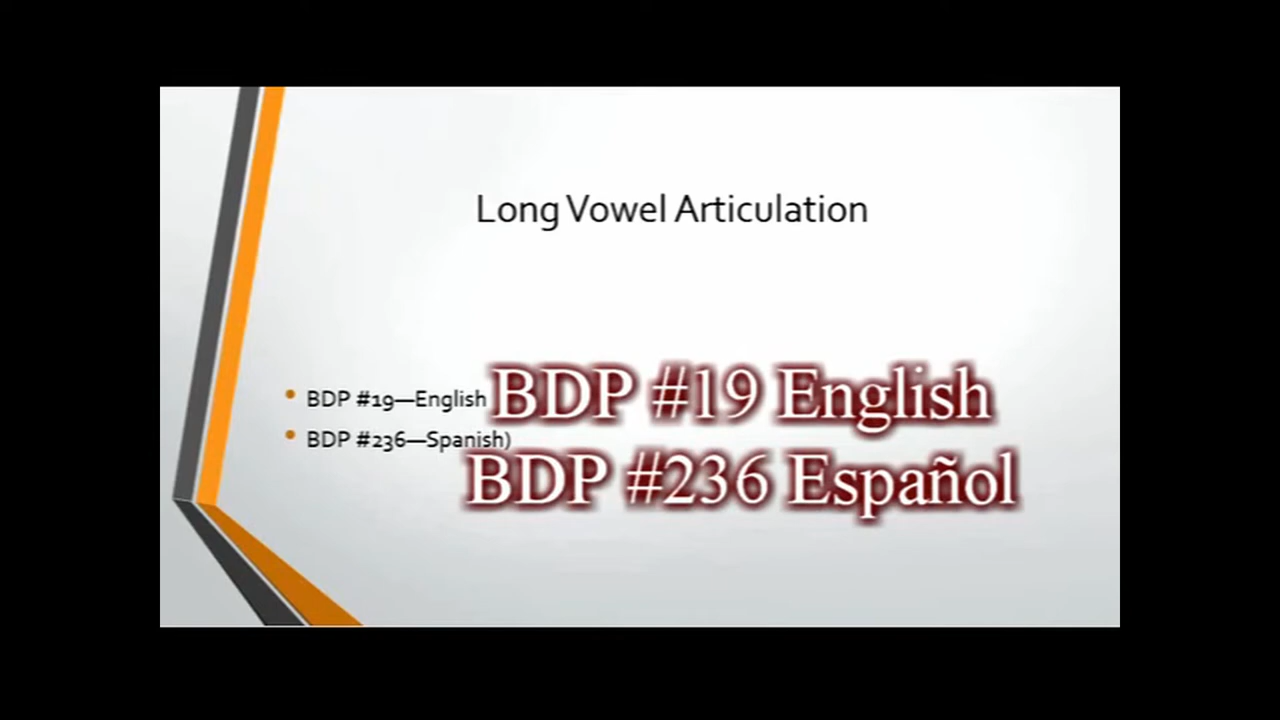 Long Vowel Articulation
BDP #19—English
BDP #236—Spanish)
BDP #19 English
BDP #236 Español